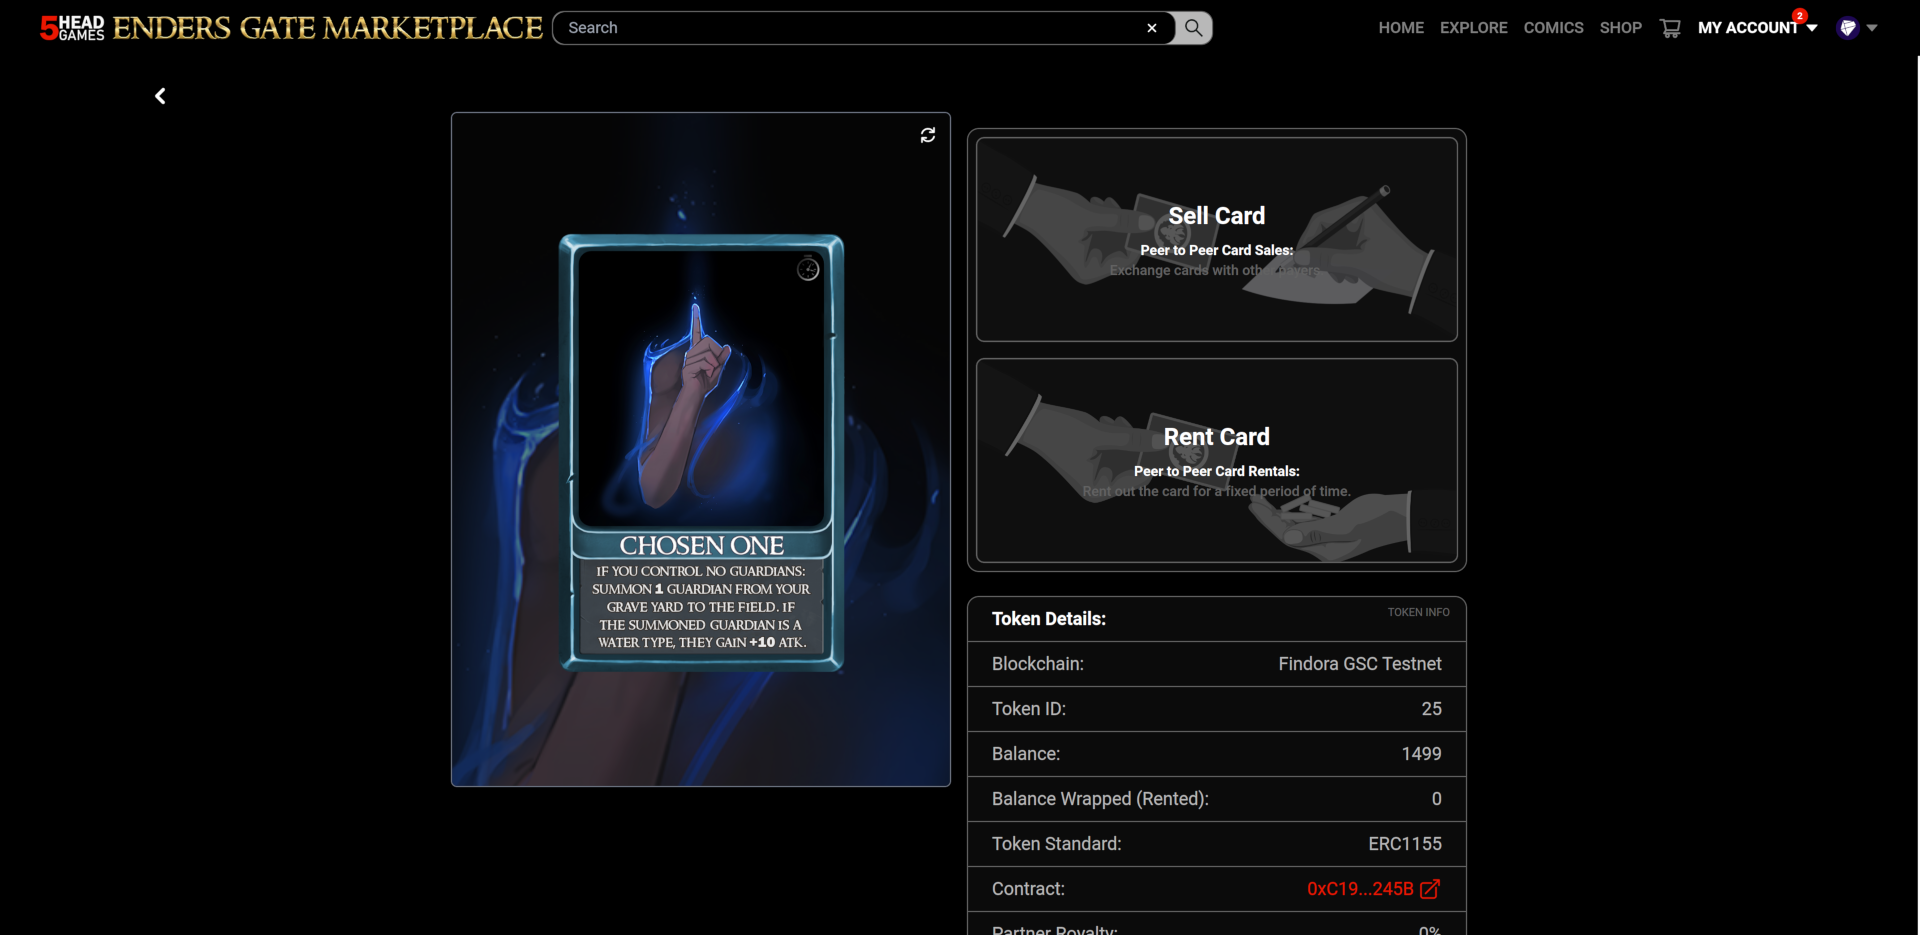 5HEAD GAMES ENDERS GATE MARKETPLACE
Search
HOME EXPLORE COMICS SHOP MY ACCOUNT 2
CHOSEN ONE
IF YOU CONTROL NO GUARDIANS:
SUMMON 1 GUARDIAN FROM YOUR
GRAVE YARD TO THE FIELD. IF
THE SUMMONED GUARDIAN IS A
WATER TYPE, THEY GAIN +10 ATK.
Sell Card
Peer to Peer Card Sales:
Exchange cards with other players
Rent Card
Peer to Peer Card Rentals:
Rent out the card for a fixed period of time.
Token Details: TOKEN INFO
Blockchain: Findora GSC Testnet
Token ID: 25
Balance: 1499
Balance Wrapped (Rented): 0
Token Standard: ERC1155
Contract: 0xC19...245B
Partner Royalty: 0%